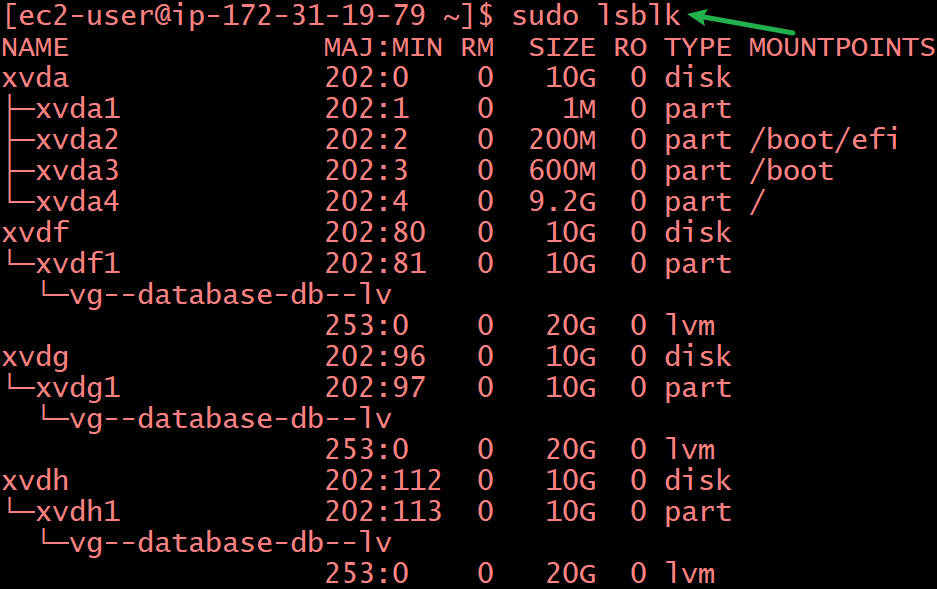 [ec2-user@ip-172-31-19-79 ~]$ sudo lsblk
NAME                MAJ:MIN RM  SIZE RO TYPE MOUNTPOINTS
xvda                202:0    0   10G  0 disk
├─xvda1             202:1    0    1M  0 part
├─xvda2             202:2    0  200M  0 part /boot/efi
├─xvda3             202:3    0  600M  0 part /boot
└─xvda4             202:4    0  9.2G  0 part /
xvdf                202:80   0   10G  0 disk
└─xvdf1             202:81   0   10G  0 part
  └─vg--database-db--lv
                    253:0    0   20G  0 lvm
xvdg                202:96   0   10G  0 disk
└─xvdg1             202:97   0   10G  0 part
  └─vg--database-db--lv
                    253:0    0   20G  0 lvm
xvdh                202:112  0   10G  0 disk
└─xvdh1             202:113  0   10G  0 part
  └─vg--database-db--lv
                    253:0    0   20G  0 lvm